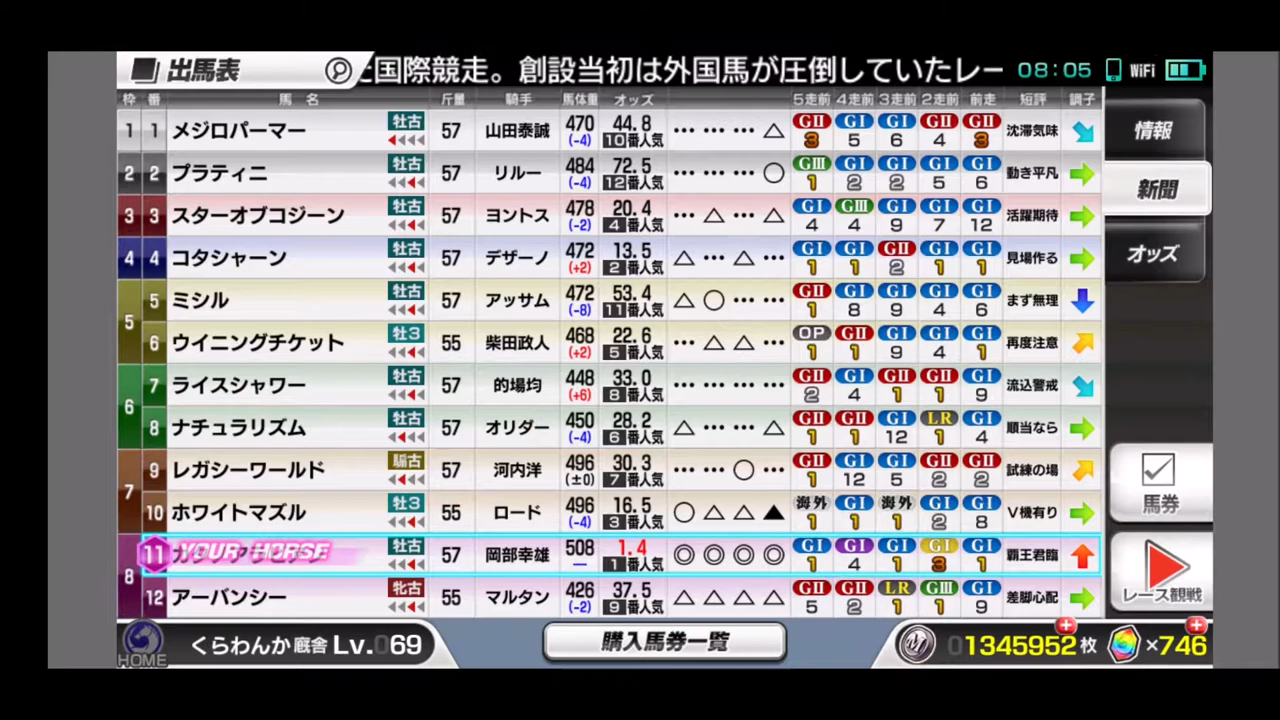 出馬表 国際競走。創設当初は外国馬が圧倒していたレー 08:05 WiFi
枠 番 馬 名 斤量 騎手 馬体重 オッズ 5走前 4走前 3走前 2走前 前走 短評 調子
1 1 メジロパーマー 牡古 57 山田泰誠 470 (-4) 44.8 10番人気 … … … △ GII 3 GI 5 GI 6 GII 4 GII 3 沈滞気味
2 2 プラティニ 牡古 57 リルー 484 (-4) 72.5 12番人気 … … … ○ GIII 1 GI 2 GI 2 GI 5 GI 6 動き平凡
3 3 スターオブコジーン 牡古 57 ヨントス 478 (-2) 20.4 4番人気 … △ … △ GI 4 GIII 4 GI 9 GI 7 GI 12 活躍期待
4 4 コタシャーン 牡古 57 デザーノ 472 (+2) 13.5 2番人気 △ … △ … GI 1 GI 1 GII 2 GI 1 GI 1 見場作る
5 5 ミシル 牡古 57 アッサム 472 (-8) 53.4 11番人気 △ ○ … … GII 1 GI 8 GI 9 GI 4 GI 6 まず無理
6 ウイニングチケット 牡3 55 柴田政人 468 (+2) 22.6 5番人気 … △ △ … OP 1 GII 1 GI 9 GI 4 GI 1 再度注意
6 7 ライスシャワー 牡古 57 的場均 448 (+6) 33.0 8番人気 … … … … GII 2 GI 4 GII 1 GII 1 GI 9 流込警戒
8 ナチュラリズム 牡古 57 オリダー 450 (-4) 28.2 6番人気 △ … … △ GII 1 GII 1 GI 12 LR 1 GI 4 順当なら
7 9 レガシーワールド 騸古 57 河内洋 496 (±0) 30.3 7番人気 … … ○ … GII 1 GI 12 GI 5 GII 2 GII 2 試練の場
10 ホワイトマズル 牡3 55 ロード 496 (-4) 16.5 3番人気 ○ △ △ ▲ 海外 1 GI 1 海外 1 GI 2 GI 8 V機有り
8 11 YOUR HORSE 牡古 57 岡部幸雄 508 — 1.4 1番人気 ◎ ◎ ◎ ◎ GI 1 GI 4 GI 1 GI 3 GI 1 覇王君臨
12 アーバンシー 牝古 55 マルタン 426 (-2) 37.5 9番人気 △ △ △ △ GII 5 GII 2 LR 1 GIII 1 GI 9 差脚心配
情報
新聞
オッズ
馬券
レース観戦
HOME くらわんか厩舎 Lv.069 購入馬券一覧 01345952枚 ×746